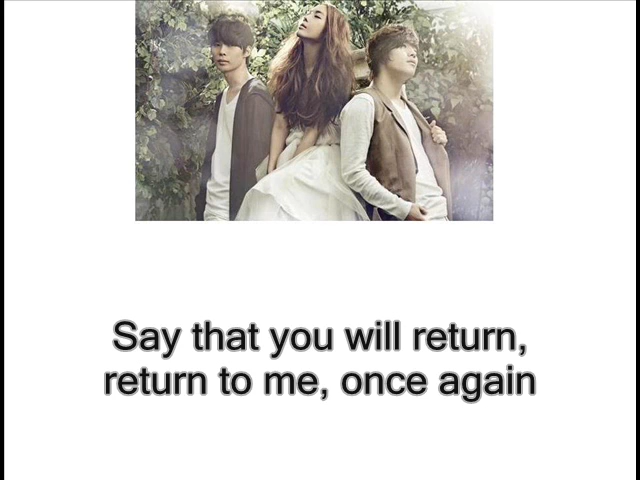 Say that you will return,
return to me, once again